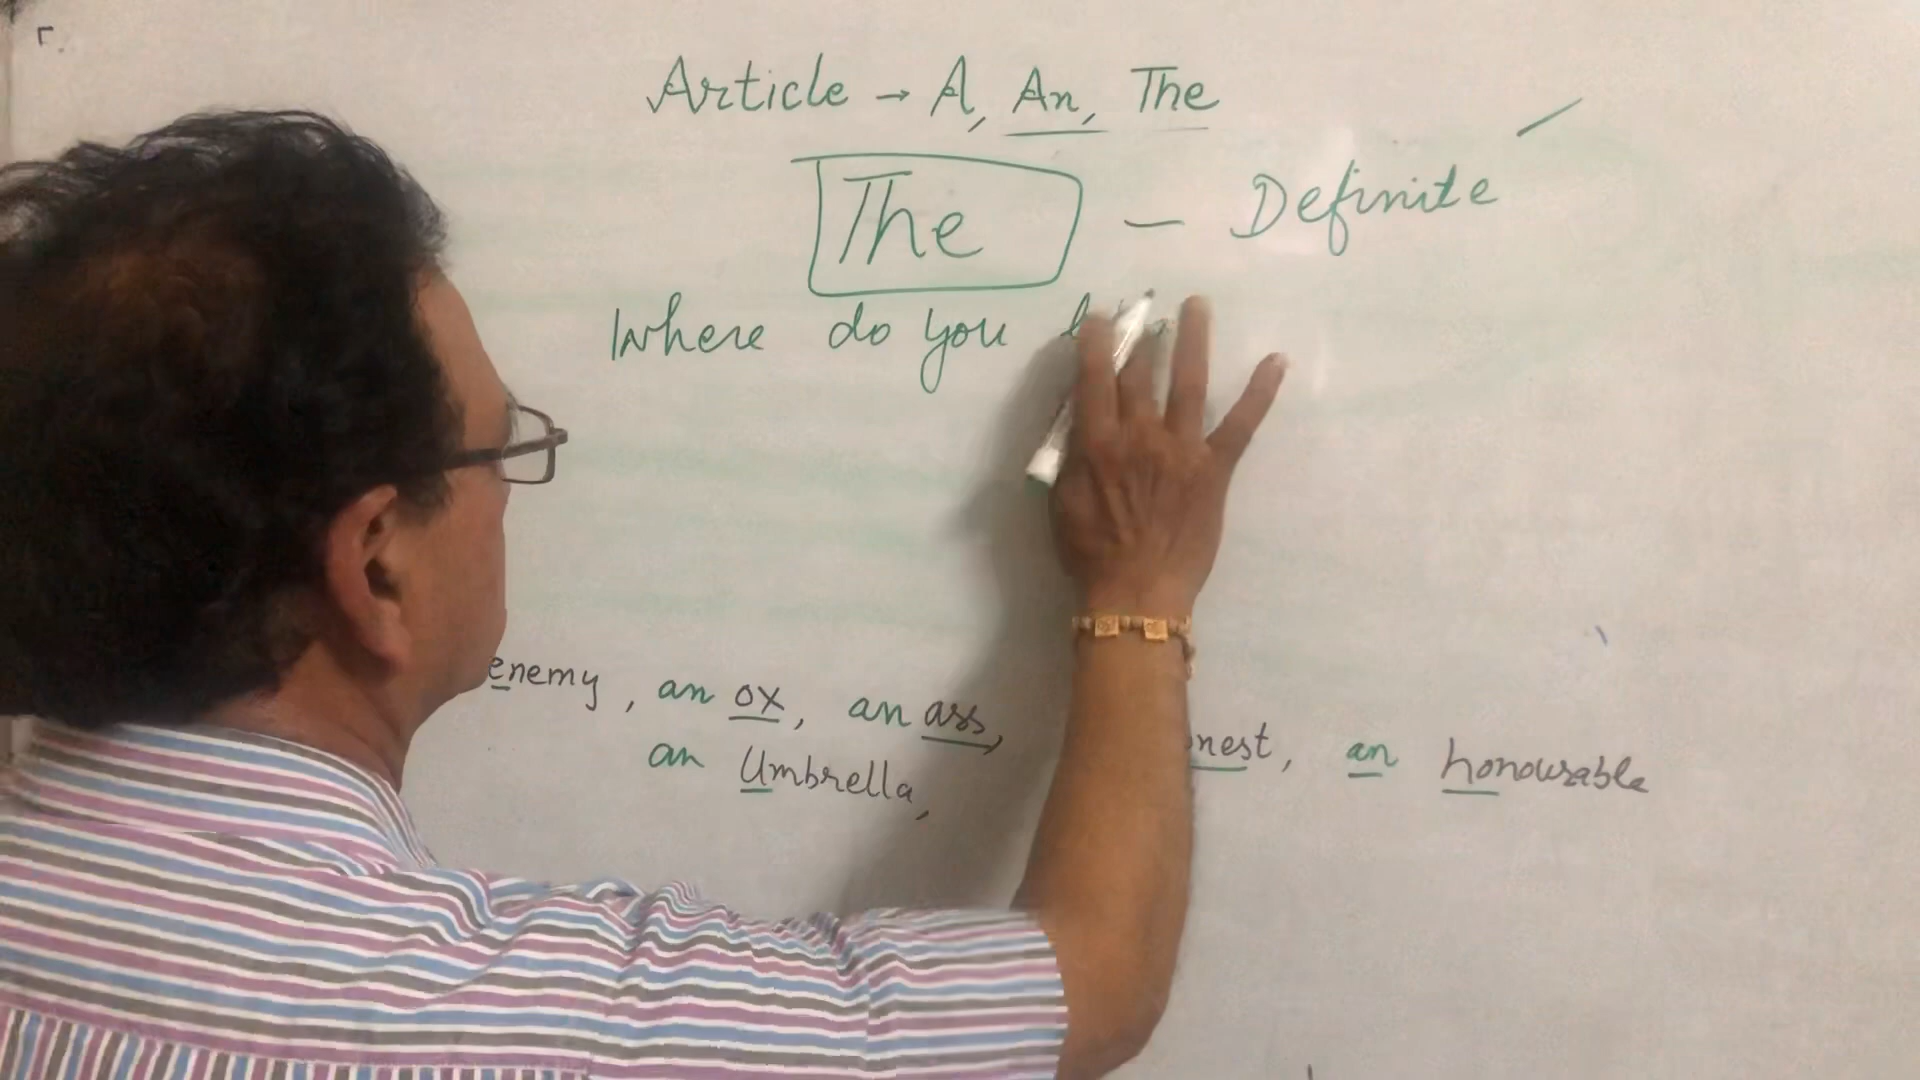 Article → A, An, The
The — Definite
Where do you
enemy, an ox, an ass, nest, an honourable
an Umbrella,